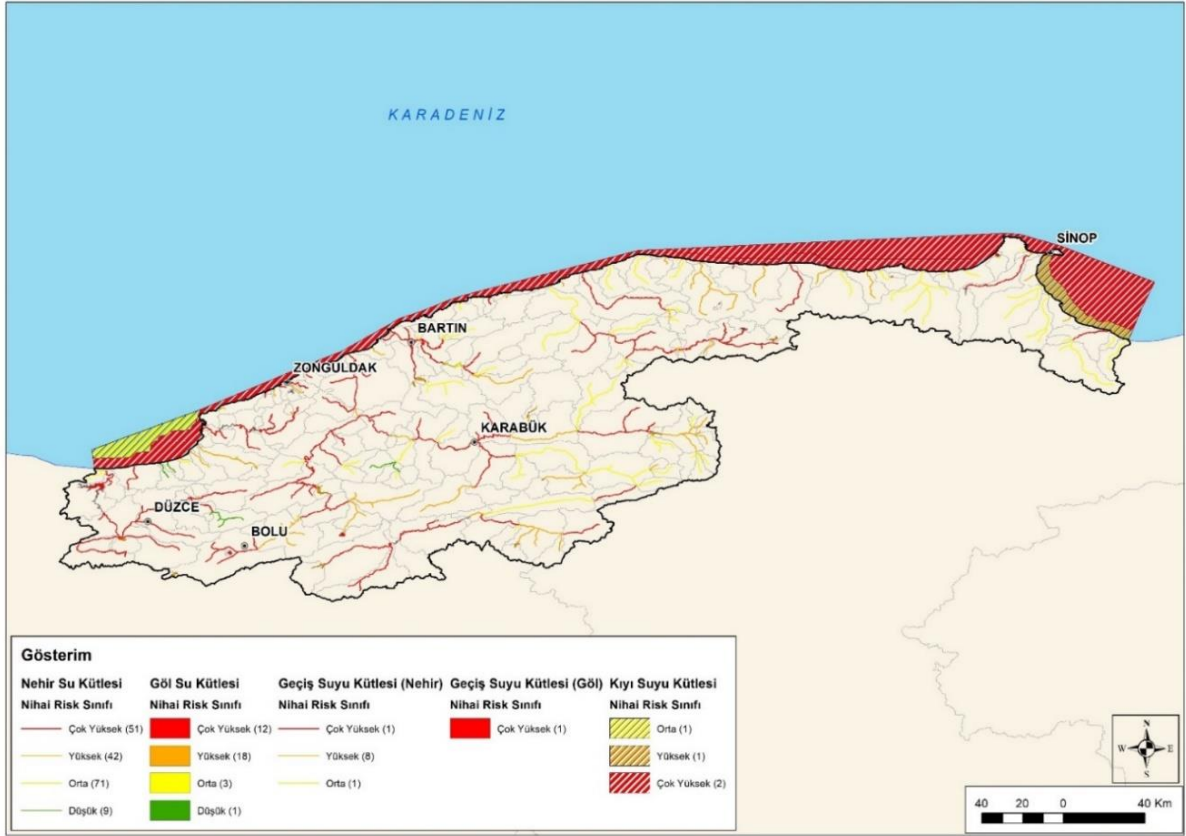 KARADENİZ
SİNOP
BARTIN
ZONGULDAK
KARABÜK
DÜZCE
BOLU
Gösterim
Nehir Su Kütlesi
Nihai Risk Sınıfı
Çok Yüksek (51)
Yüksek (42)
Orta (71)
Düşük (9)
Göl Su Kütlesi
Nihai Risk Sınıfı
Çok Yüksek (12)
Yüksek (18)
Orta (3)
Düşük (1)
Geçiş Suyu Kütlesi (Nehir)
Nihai Risk Sınıfı
Çok Yüksek (1)
Yüksek (8)
Orta (1)
Geçiş Suyu Kütlesi (Göl)
Nihai Risk Sınıfı
Çok Yüksek (1)
Kıyı Suyu Kütlesi
Nihai Risk Sınıfı
Orta (1)
Yüksek (1)
Çok Yüksek (2)
N
W E
S
40 20 0 40 Km